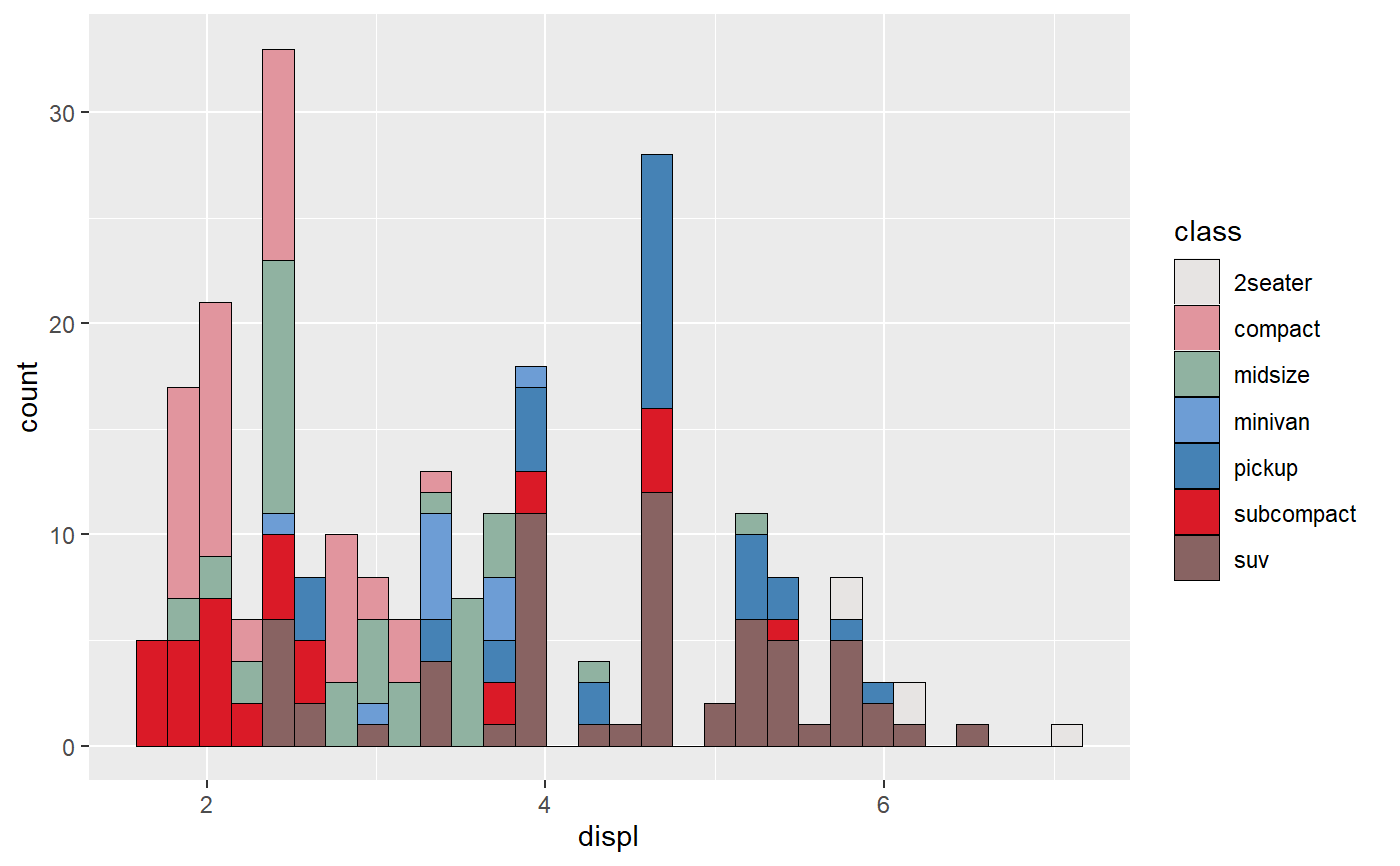 30
20
10
0
count
2
4
6
displ
class
2seater
compact
midsize
minivan
pickup
subcompact
suv